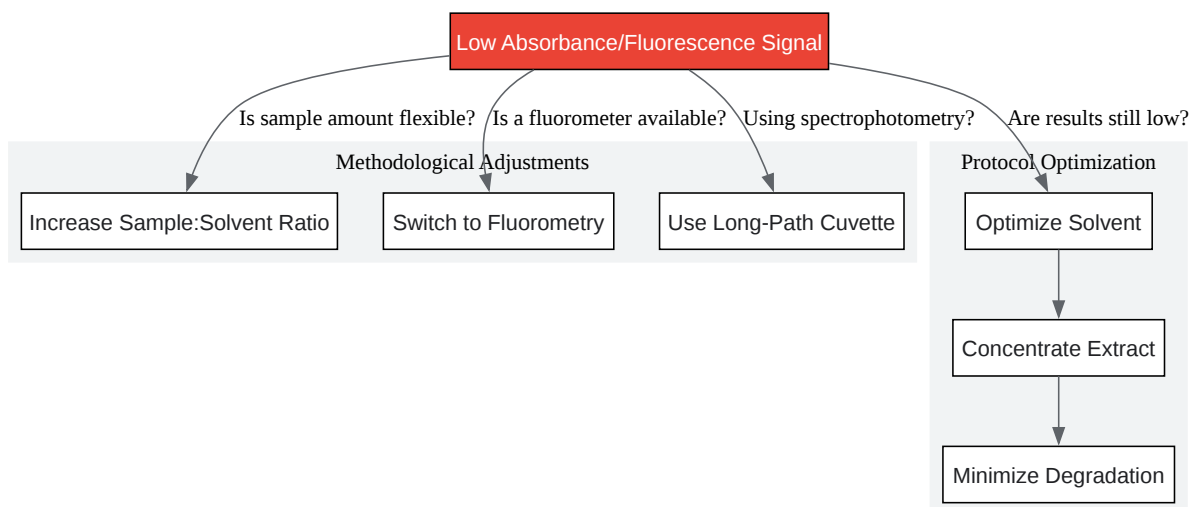 Low Absorbance/Fluorescence Signal
Is sample amount flexible?
Is a fluorometer available?
Using spectrophotometry?
Are results still low?
Methodological Adjustments
Protocol Optimization
Increase Sample:Solvent Ratio
Switch to Fluorometry
Use Long-Path Cuvette
Optimize Solvent
Concentrate Extract
Minimize Degradation